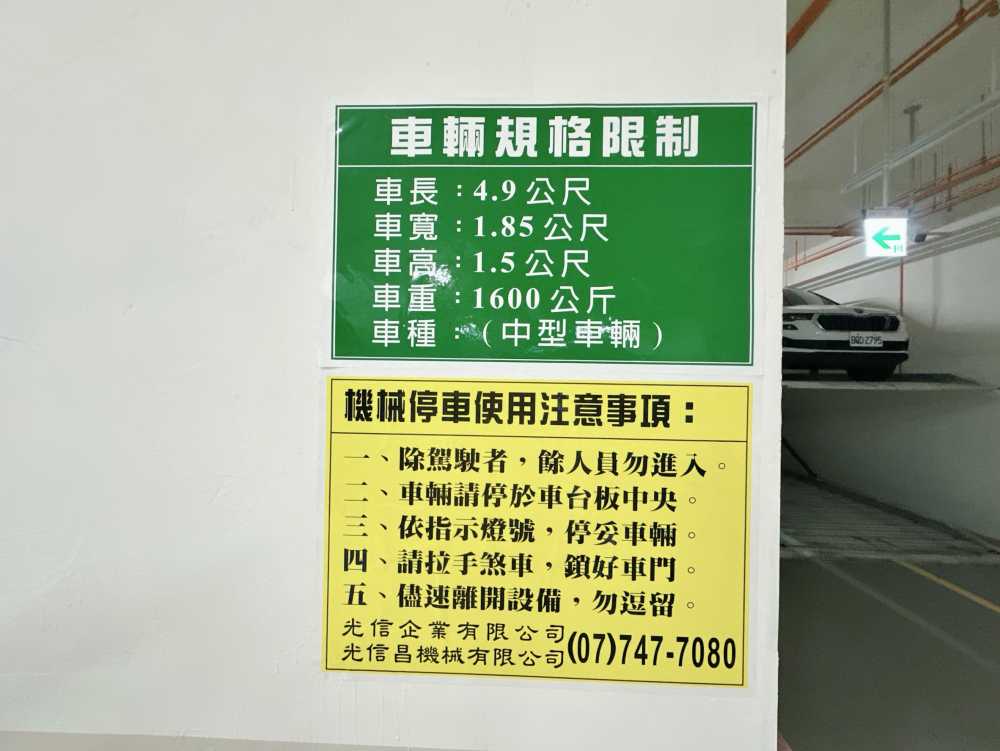 車輛規格限制
車長：4.9公尺
車寬：1.85公尺
車高：1.5公尺
車重：1600公斤
車種：(中型車輛)
機械停車使用注意事項：
一、除駕駛者，餘人員勿進入。
二、車輛請停於車台板中央。
三、依指示燈號，停妥車輛。
四、請拉手煞車，鎖好車門。
五、儘速離開設備，勿逗留。
光信企業有限公司
光信昌機械有限公司(07)747-7080